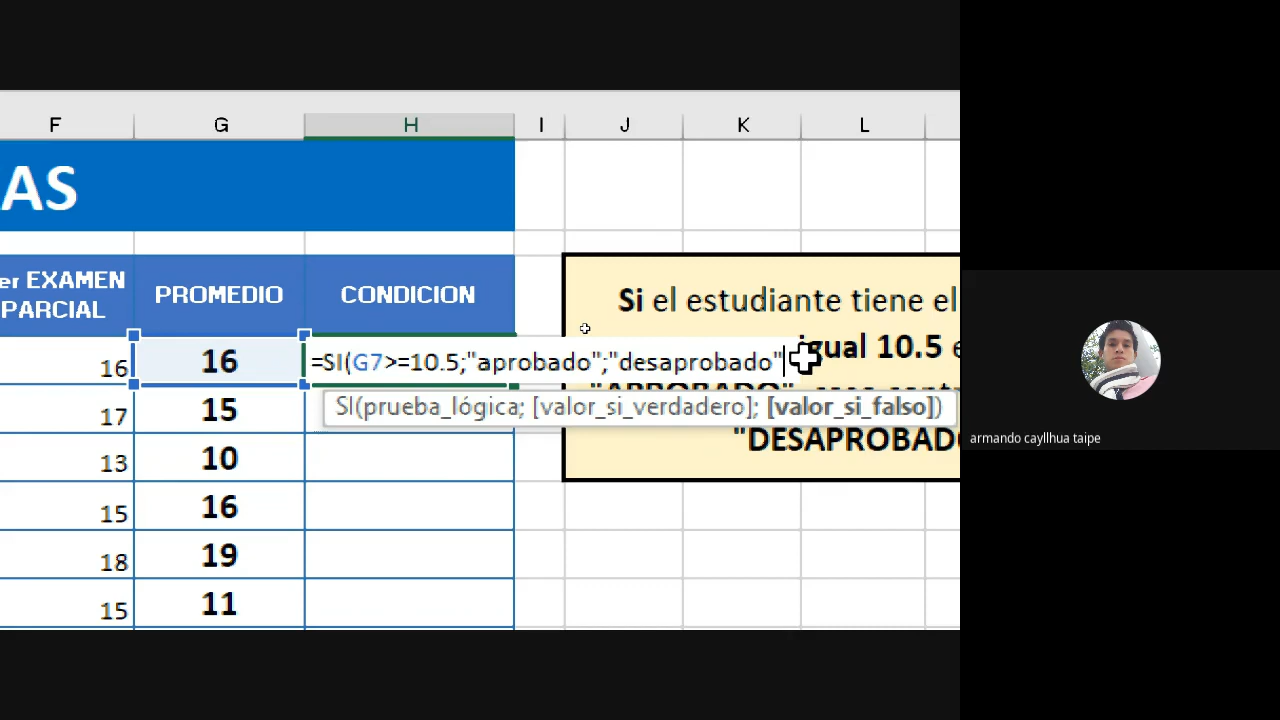 F G H I J K L
AS
er EXAMEN
PARCIAL
PROMEDIO
CONDICION
Si el estudiante tiene el
igual 10.5 e
"DESAPROBADO
16 16 =SI(G7>=10.5;"aprobado";"desaprobado"
SI(prueba_lógica; [valor_si_verdadero]; [valor_si_falso])
17 15
13 10
15 16
18 19
15 11
armando cayllhua taipe